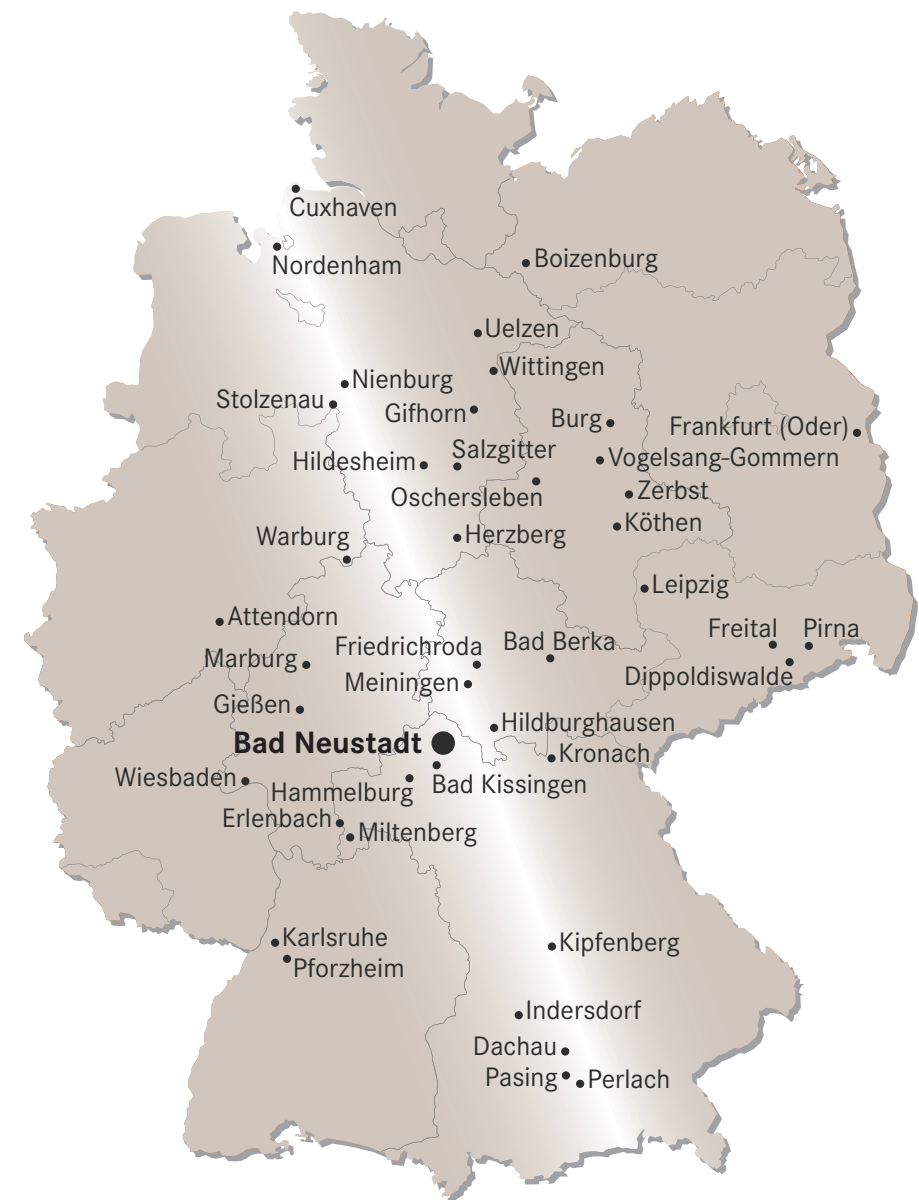 Cuxhaven
Nordenham
Boizenburg
Uelzen
Wittingen
Nienburg
Stolzenau
Gifhorn
Burg
Frankfurt (Oder)
Salzgitter
Vogelsang-Gommern
Hildesheim
Zerbst
Oschersleben
Köthen
Herzberg
Warburg
Leipzig
Attendorn
Freital
Pirna
Bad Berka
Friedrichroda
Marburg
Dippoldiswalde
Meiningen
Gießen
Hildburghausen
Bad Neustadt
Kronach
Wiesbaden
Bad Kissingen
Hammelburg
Erlenbach
Miltenberg
Karlsruhe
Kipfenberg
Pforzheim
Indersdorf
Dachau
Pasing
Perlach